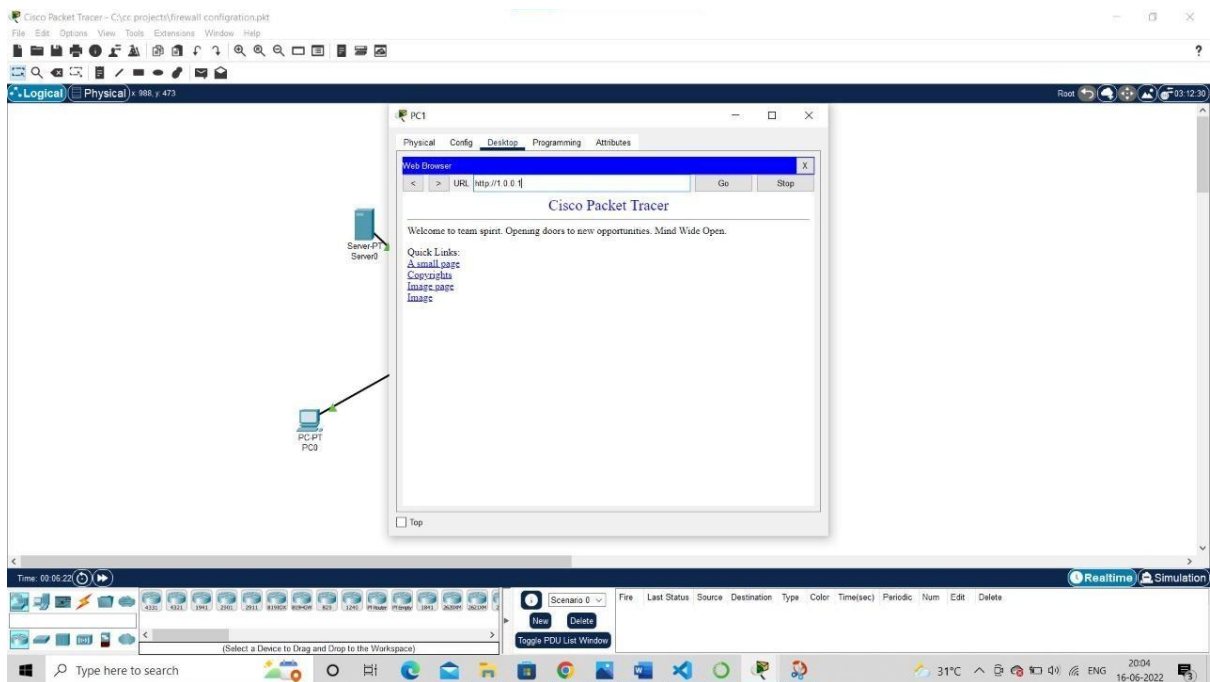 Cisco Packet Tracer - C:\cc projects\firewall configration.pkt
File Edit Options View Tools Extensions Window Help
?
Logical Physical x: 988, y: 473
Root 03:12:30
PC1
Physical Config Desktop Programming Attributes
Web Browser X
< > URL http://1.0.0.1 Go Stop
Cisco Packet Tracer
Welcome to team spirit. Opening doors to new opportunities. Mind Wide Open.
Quick Links:
A small page
Copyrights
Image page
Image
Server-PT
Server0
PC-PT
PC0
Top
Time: 00:06:22
Realtime Simulation
4331 4321 1941 2901 2911 819IOX 819HGW 829 1240 PT-Router PT-Empty 1841 2620XM 2621XM
(Select a Device to Drag and Drop to the Workspace)
Scenario 0
New Delete
Toggle PDU List Window
Fire Last Status Source Destination Type Color Time(sec) Periodic Num Edit Delete
Type here to search
31°C ENG
20:04
16-06-2022